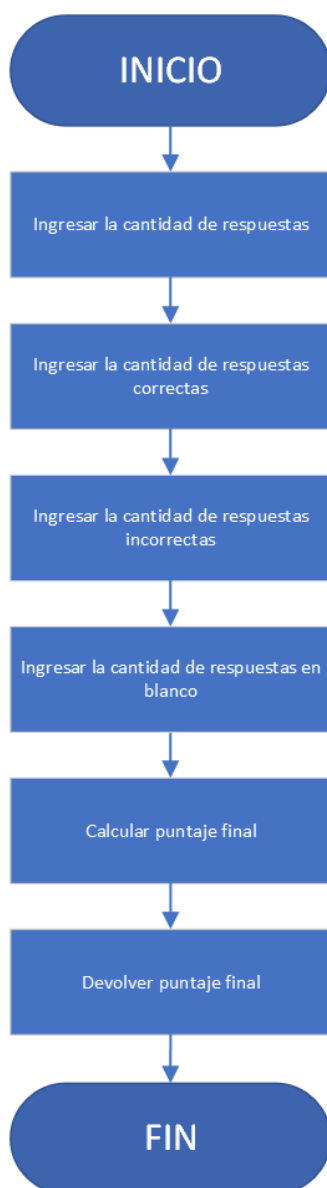 INICIO
Ingresar la cantidad de respuestas
Ingresar la cantidad de respuestas
correctas
Ingresar la cantidad de respuestas
incorrectas
Ingresar la cantidad de respuestas en
blanco
Calcular puntaje final
Devolver puntaje final
FIN